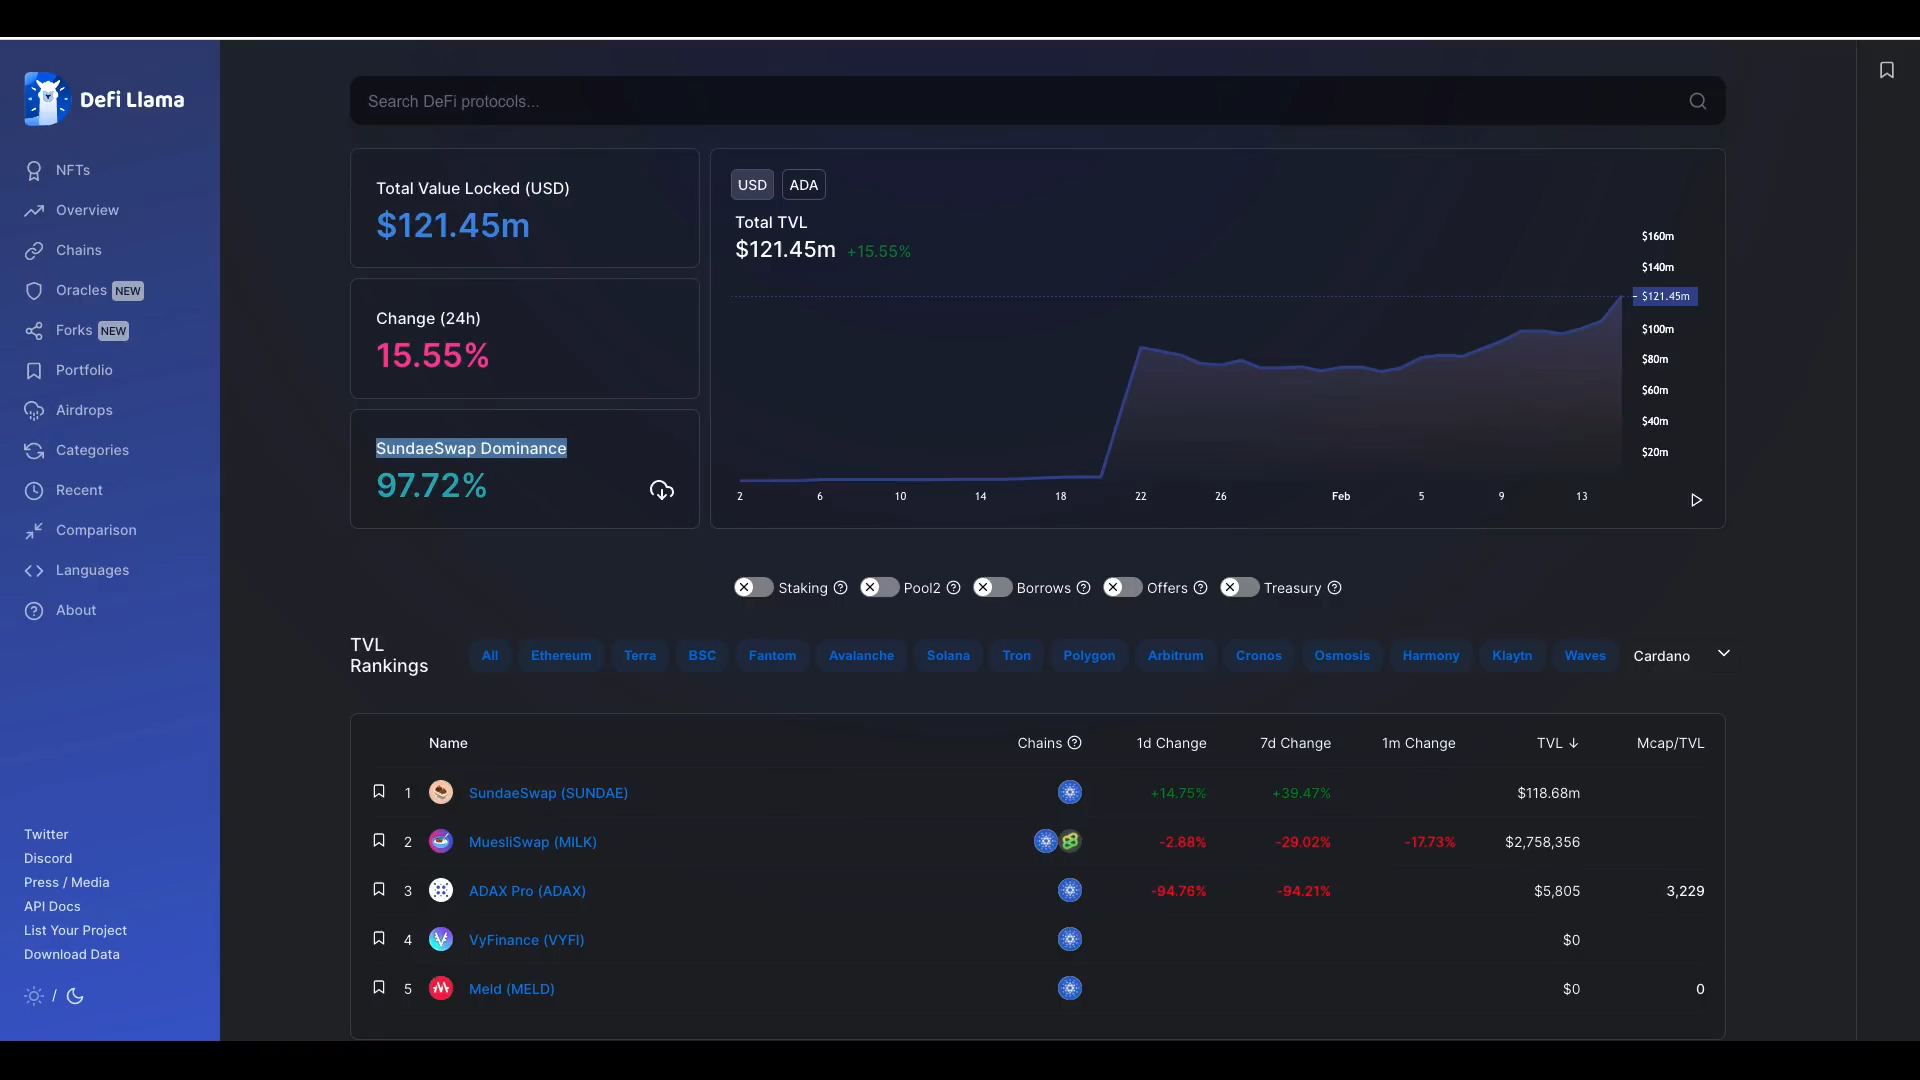 Defi Llama
NFTs
Overview
Chains
Oracles NEW
Forks NEW
Portfolio
Airdrops
Categories
Recent
Comparison
Languages
About
Twitter
Discord
Press / Media
API Docs
List Your Project
Download Data
/
Search DeFi protocols...
Total Value Locked (USD)
$121.45m
Change (24h)
15.55%
SundaeSwap Dominance
97.72%
USD ADA
Total TVL
$121.45m +15.55%
$160m
$140m
$121.45m
$100m
$80m
$60m
$40m
$20m
2 6 10 14 18 22 26 Feb 5 9 13
Staking Pool2 Borrows Offers Treasury
TVL
Rankings
All Ethereum Terra BSC Fantom Avalanche Solana Tron Polygon Arbitrum Cronos Osmosis Harmony Klaytn Waves Cardano
Name Chains 1d Change 7d Change 1m Change TVL ↓ Mcap/TVL
1 SundaeSwap (SUNDAE) +14.75% +39.47% $118.68m
2 MuesliSwap (MILK) -2.88% -29.02% -17.73% $2,758,356
3 ADAX Pro (ADAX) -94.76% -94.21% $5,805 3,229
4 VyFinance (VYFI) $0
5 Meld (MELD) $0 0